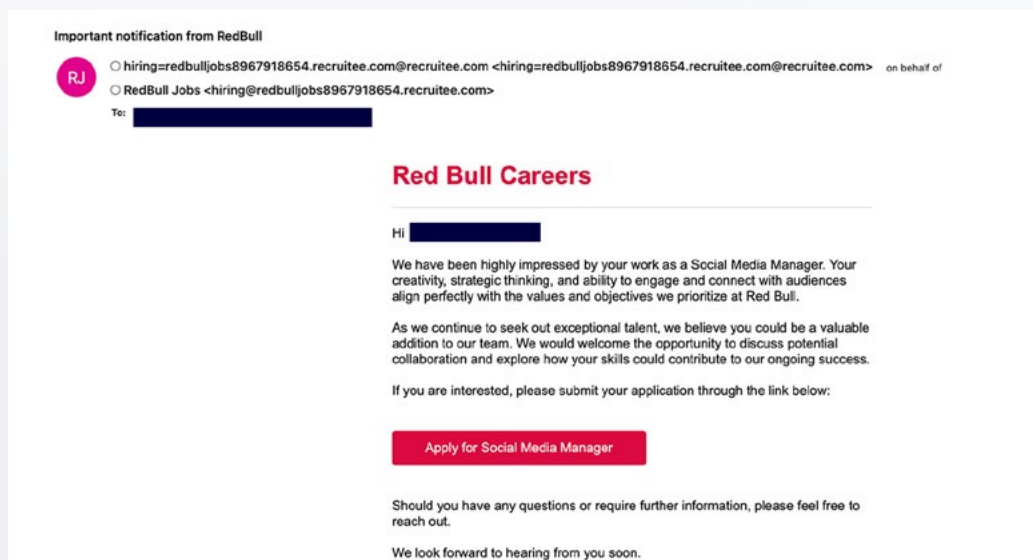 Important notification from RedBull
RJ
hiring=redbulljobs8967918654.recruitee.com@recruitee.com <hiring=redbulljobs8967918654.recruitee.com@recruitee.com> on behalf of
RedBull Jobs <hiring@redbulljobs8967918654.recruitee.com>
To:
Red Bull Careers
Hi
We have been highly impressed by your work as a Social Media Manager. Your
creativity, strategic thinking, and ability to engage and connect with audiences
align perfectly with the values and objectives we prioritize at Red Bull.
As we continue to seek out exceptional talent, we believe you could be a valuable
addition to our team. We would welcome the opportunity to discuss potential
collaboration and explore how your skills could contribute to our ongoing success.
If you are interested, please submit your application through the link below:
Apply for Social Media Manager
Should you have any questions or require further information, please feel free to
reach out.
We look forward to hearing from you soon.